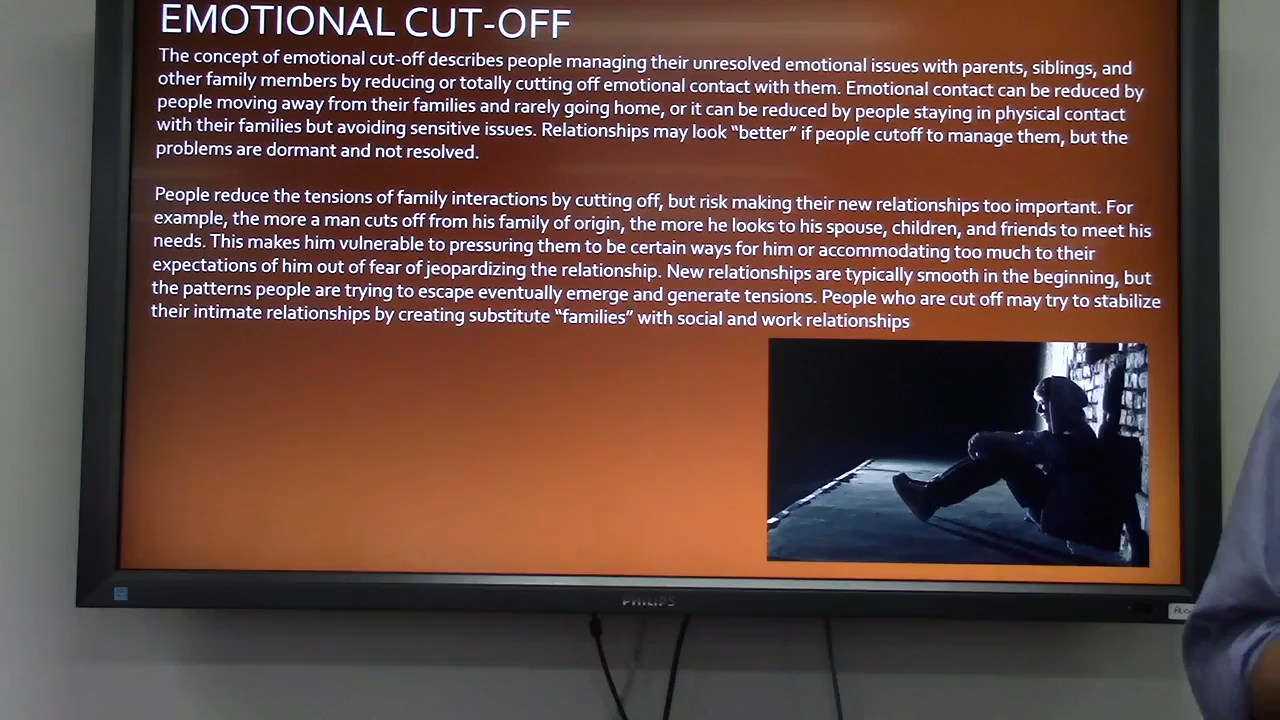 EMOTIONAL CUT-OFF
The concept of emotional cut-off describes people managing their unresolved emotional issues with parents, siblings, and
other family members by reducing or totally cutting off emotional contact with them. Emotional contact can be reduced by
people moving away from their families and rarely going home, or it can be reduced by people staying in physical contact
with their families but avoiding sensitive issues. Relationships may look “better” if people cutoff to manage them, but the
problems are dormant and not resolved.
People reduce the tensions of family interactions by cutting off, but risk making their new relationships too important. For
example, the more a man cuts off from his family of origin, the more he looks to his spouse, children, and friends to meet his
needs. This makes him vulnerable to pressuring them to be certain ways for him or accommodating too much to their
expectations of him out of fear of jeopardizing the relationship. New relationships are typically smooth in the beginning, but
the patterns people are trying to escape eventually emerge and generate tensions. People who are cut off may try to stabilize
their intimate relationships by creating substitute “families” with social and work relationships
PHILIPS